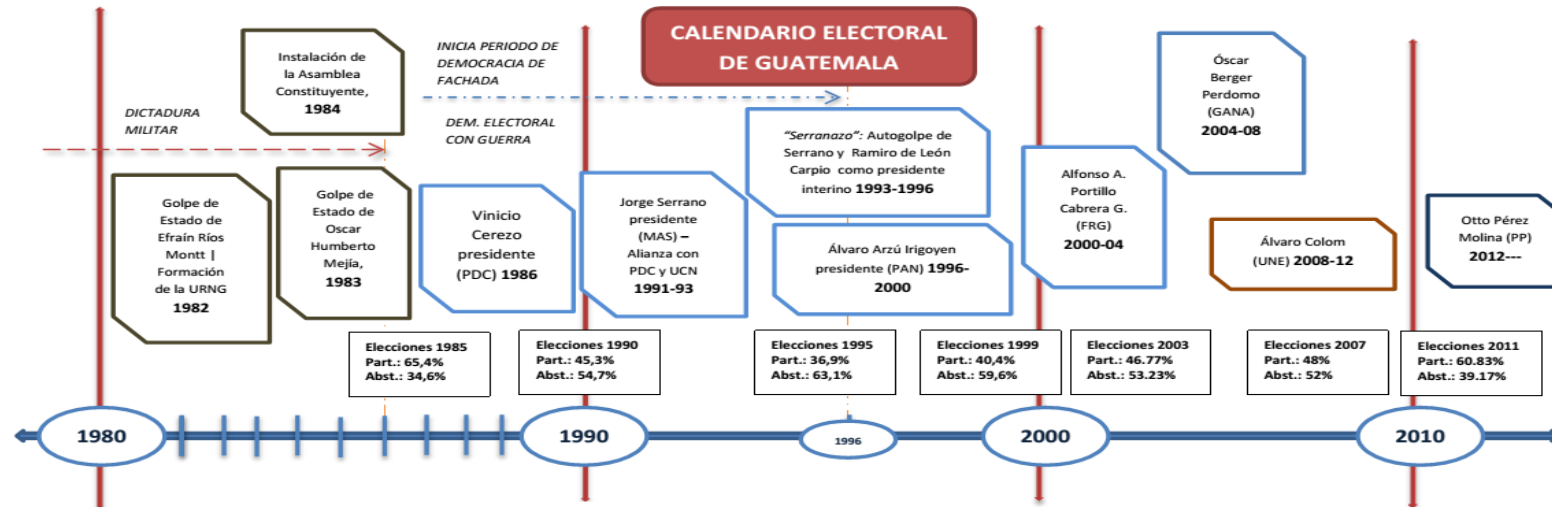 CALENDARIO ELECTORAL
DE GUATEMALA
DICTADURA
MILITAR
Instalación de
la Asamblea
Constituyente,
1984
INICIA PERIODO DE
DEMOCRACIA DE
FACHADA
DEM. ELECTORAL
CON GUERRA
Golpe de
Estado de
Efraín Ríos
Montt |
Formación
de la URNG
1982
Golpe de
Estado de
Oscar
Humberto
Mejía,
1983
Vinicio
Cerezo
presidente
(PDC) 1986
Jorge Serrano
presidente
(MAS) –
Alianza con
PDC y UCN
1991-93
“Serranazo”: Autogolpe de
Serrano y Ramiro de León
Carpio como presidente
interino 1993-1996
Álvaro Arzú Irigoyen
presidente (PAN) 1996-
2000
Alfonso A.
Portillo
Cabrera G.
(FRG)
2000-04
Óscar
Berger
Perdomo
(GANA)
2004-08
Álvaro Colom
(UNE) 2008-12
Otto Pérez
Molina (PP)
2012---
Elecciones 1985
Part.: 65,4%
Abst.: 34,6%
Elecciones 1990
Part.: 45,3%
Abst.: 54,7%
Elecciones 1995
Part.: 36,9%
Abst.: 63,1%
Elecciones 1999
Part.: 40,4%
Abst.: 59,6%
Elecciones 2003
Part.: 46.77%
Abst.: 53.23%
Elecciones 2007
Part.: 48%
Abst.: 52%
Elecciones 2011
Part.: 60.83%
Abst.: 39.17%
1980
1990
1996
2000
2010